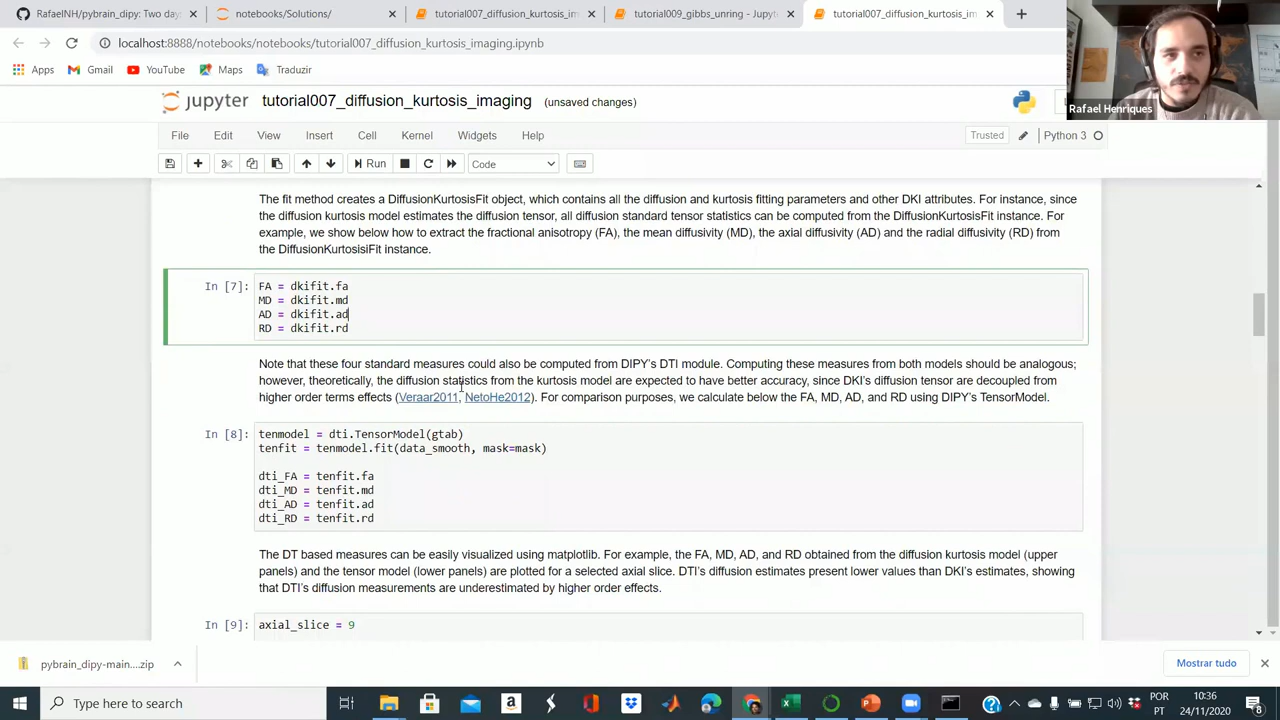 RafaelNH/pybrain_dipy: Two day
notebooks/Solutions/
tutorial007_diffusion_kurtosis_im
tutorial009_gibbs_unring - Jupyte
tutorial007_diffusion_kurtosis_im
localhost:8888/notebooks/notebooks/tutorial007_diffusion_kurtosis_imaging.ipynb
Apps
Gmail
YouTube
Maps
Traduzir
Rafael Henriques
jupyter
tutorial007_diffusion_kurtosis_imaging
(unsaved changes)
File
Edit
View
Insert
Cell
Kernel
Widgets
Help
Trusted
Python 3
Run
Code
The fit method creates a DiffusionKurtosisFit object, which contains all the diffusion and kurtosis fitting parameters and other DKI attributes. For instance, since
the diffusion kurtosis model estimates the diffusion tensor, all diffusion standard tensor statistics can be computed from the DiffusionKurtosisFit instance. For
example, we show below how to extract the fractional anisotropy (FA), the mean diffusivity (MD), the axial diffusivity (AD) and the radial diffusivity (RD) from
the DiffusionKurtosisiFit instance.
In [7]:
FA = dkifit.fa
MD = dkifit.md
AD = dkifit.ad
RD = dkifit.rd
Note that these four standard measures could also be computed from DIPY's DTI module. Computing these measures from both models should be analogous;
however, theoretically, the diffusion statistics from the kurtosis model are expected to have better accuracy, since DKI's diffusion tensor are decoupled from
higher order terms effects (Veraar2011, NetoHe2012). For comparison purposes, we calculate below the FA, MD, AD, and RD using DIPY's TensorModel.
In [8]:
tenmodel = dti.TensorModel(gtab)
tenfit = tenmodel.fit(data_smooth, mask=mask)
dti_FA = tenfit.fa
dti_MD = tenfit.md
dti_AD = tenfit.ad
dti_RD = tenfit.rd
The DT based measures can be easily visualized using matplotlib. For example, the FA, MD, AD, and RD obtained from the diffusion kurtosis model (upper
panels) and the tensor model (lower panels) are plotted for a selected axial slice. DTI's diffusion estimates present lower values than DKI's estimates, showing
that DTI's diffusion measurements are underestimated by higher order effects.
In [9]:
axial_slice = 9
pybrain_dipy-main....zip
Mostrar tudo
Type here to search
POR
PT
10:36
24/11/2020
8